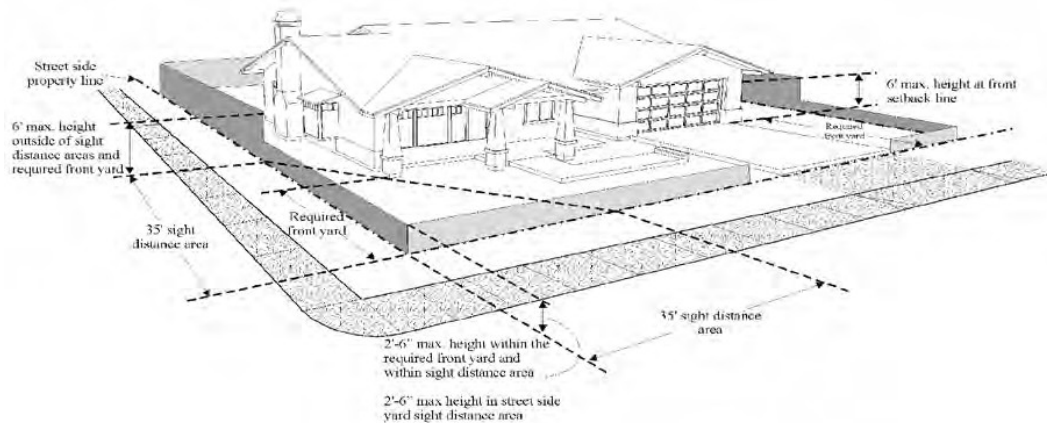 Street side
property line
6' max. height at front
setback line
6' max. height
outside of sight
distance areas and
required front yard
Required
front yard
Required
front yard
35' sight
distance area
35' sight distance
area
2'-6" max. height within the
required front yard and
within sight distance area
2'-6" max height in street side
yard sight distance area